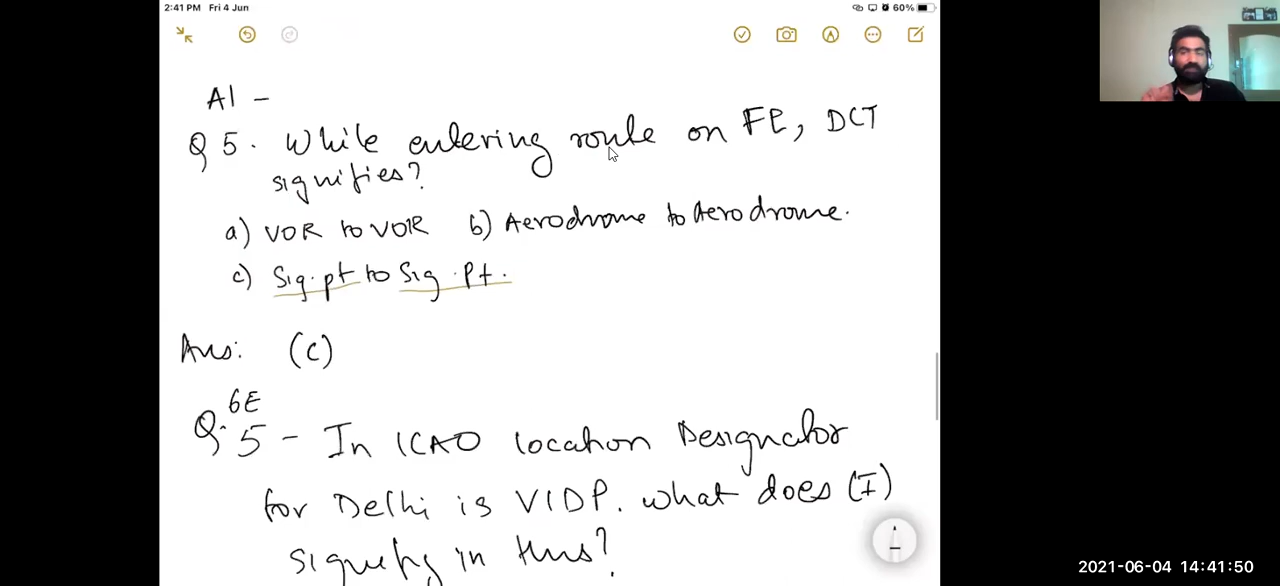 2:41 PM Fri 4 Jun
60%
AI -
Q 5. While entering route on FP, DCT
signifies?
a) VOR to VOR b) Aerodrome to Aerodrome.
c) Sig. pt to Sig. Pt.
Ans: (c)
6E
Q. 5 - In ICAO location Designator
for Delhi is VIDP. what does (I)
signify in this?
2021-06-04 14:41:50